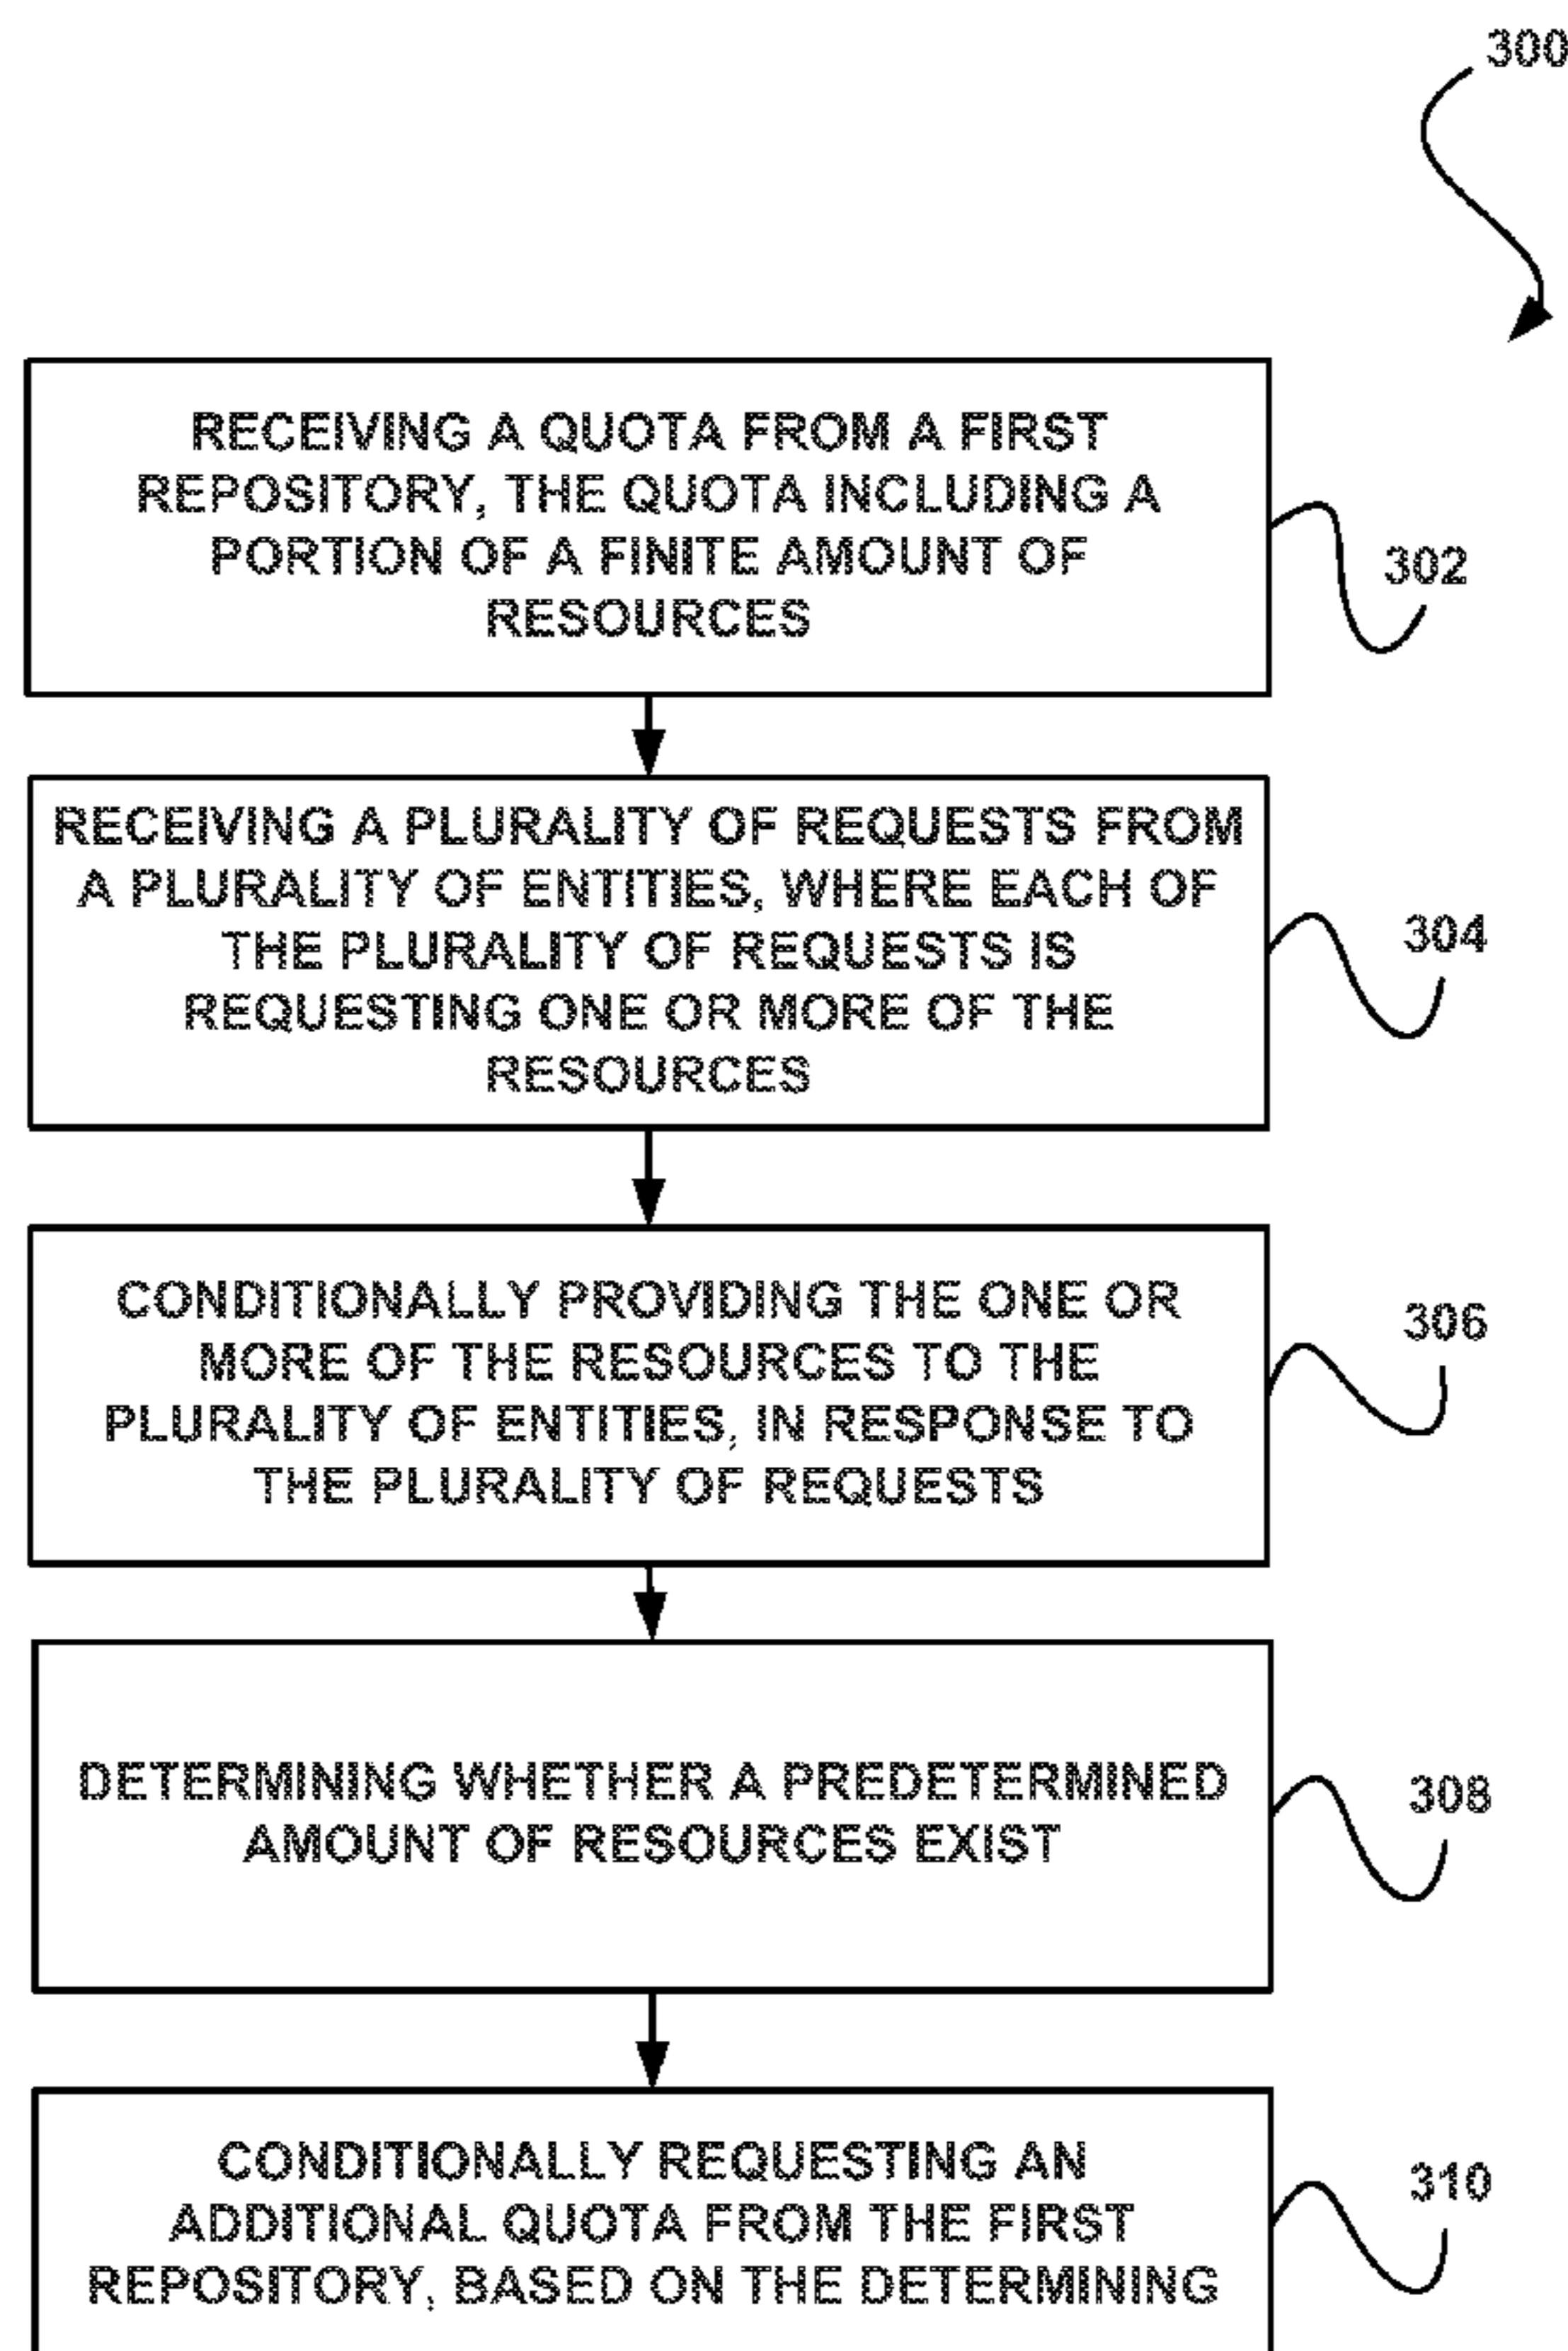 300
RECEIVING A QUOTA FROM A FIRST
REPOSITORY, THE QUOTA INCLUDING A
PORTION OF A FINITE AMOUNT OF
RESOURCES
302
RECEIVING A PLURALITY OF REQUESTS FROM
A PLURALITY OF ENTITIES, WHERE EACH OF
THE PLURALITY OF REQUESTS IS
REQUESTING ONE OR MORE OF THE
RESOURCES
304
CONDITIONALLY PROVIDING THE ONE OR
MORE OF THE RESOURCES TO THE
PLURALITY OF ENTITIES, IN RESPONSE TO
THE PLURALITY OF REQUESTS
306
DETERMINING WHETHER A PREDETERMINED
AMOUNT OF RESOURCES EXIST
308
CONDITIONALLY REQUESTING AN
ADDITIONAL QUOTA FROM THE FIRST
REPOSITORY, BASED ON THE DETERMINING
310